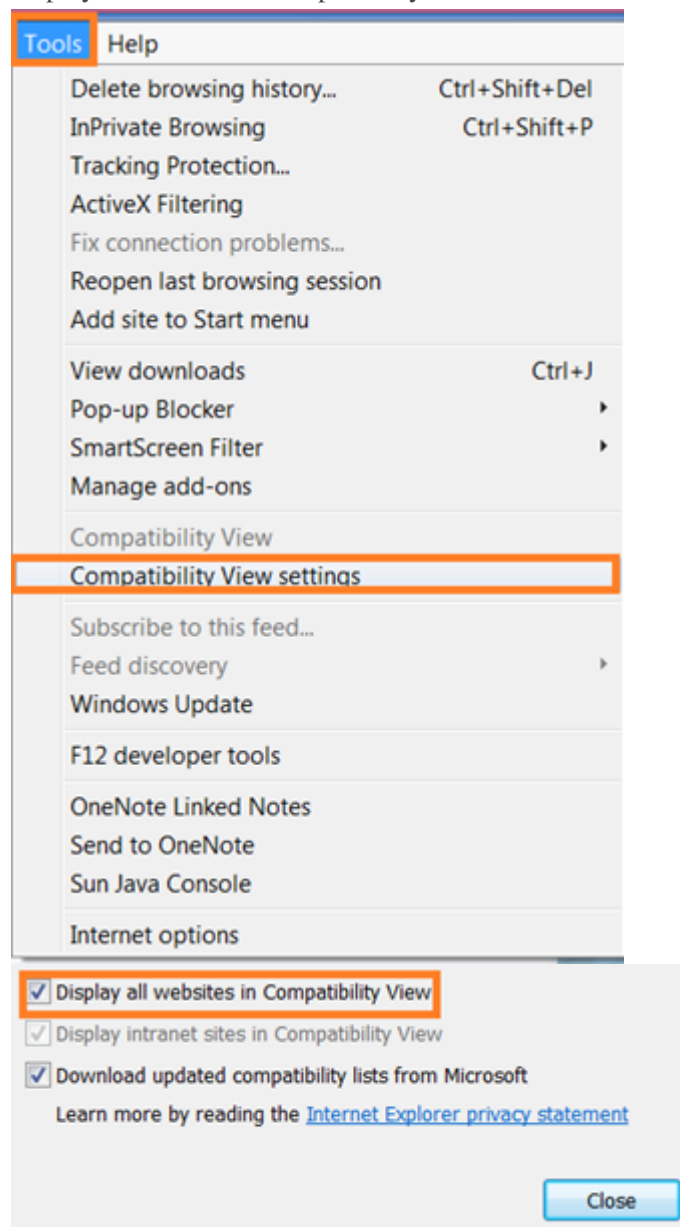 Tools Help
Delete browsing history... Ctrl+Shift+Del
InPrivate Browsing Ctrl+Shift+P
Tracking Protection...
ActiveX Filtering
Fix connection problems...
Reopen last browsing session
Add site to Start menu
View downloads Ctrl+J
Pop-up Blocker
SmartScreen Filter
Manage add-ons
Compatibility View
Compatibility View settings
Subscribe to this feed...
Feed discovery
Windows Update
F12 developer tools
OneNote Linked Notes
Send to OneNote
Sun Java Console
Internet options
Display all websites in Compatibility View
Display intranet sites in Compatibility View
Download updated compatibility lists from Microsoft
Learn more by reading the Internet Explorer privacy statement
Close